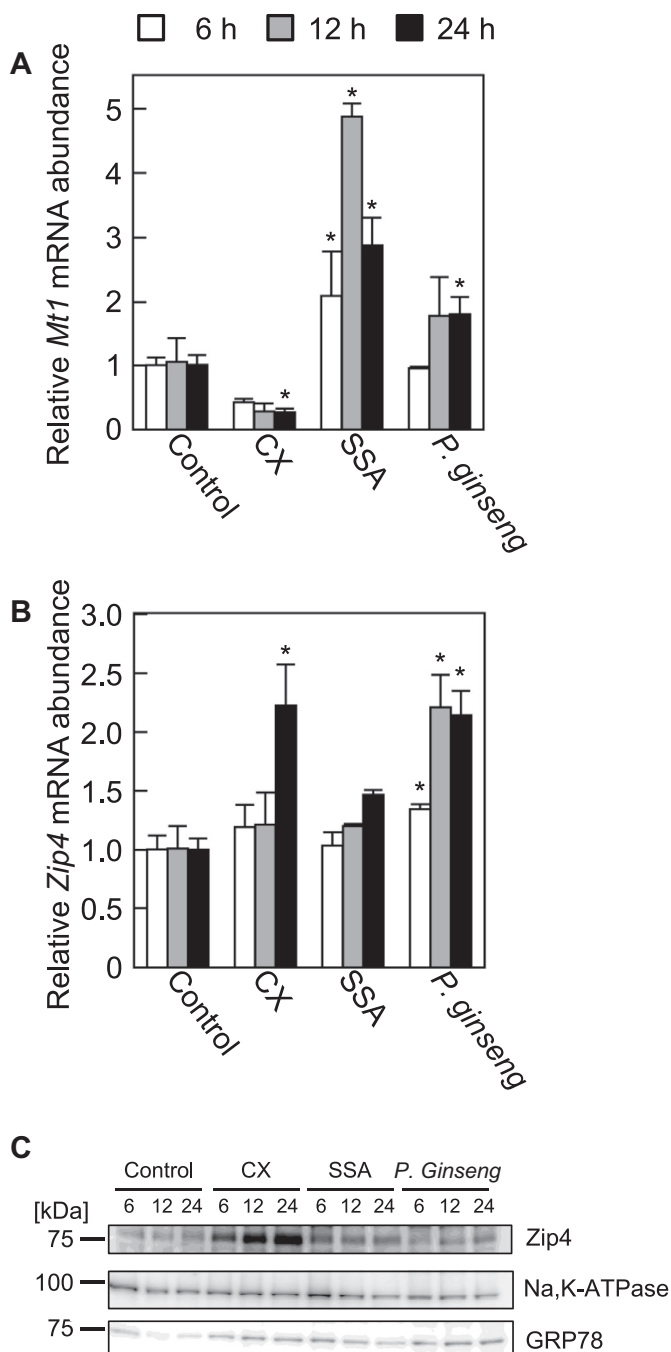 6 h 12 h 24 h
A
Relative Mt1 mRNA abundance
5
4
3
2
1
0
* * * * *
Control CX SSA P. ginseng
B
Relative Zip4 mRNA abundance
3.0
2.5
2.0
1.5
1.0
0.5
0
* * * *
Control CX SSA P. ginseng
C
Control CX SSA P. Ginseng
[kDa] 6 12 24 6 12 24 6 12 24 6 12 24
75 Zip4
100 Na,K-ATPase
75 GRP78